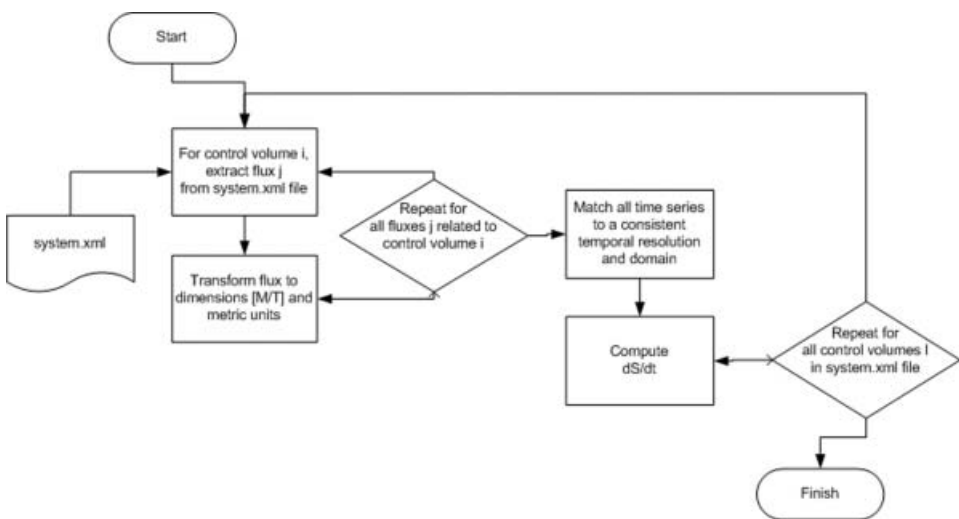 Start
For control volume i,
extract flux j
from system.xml file
system.xml
Transform flux to
dimensions [M/T] and
metric units
Repeat for
all fluxes j related to
control volume i
Match all time series
to a consistent
temporal resolution
and domain
Compute
dS/dt
Repeat for
all control volumes I
in system.xml file
Finish